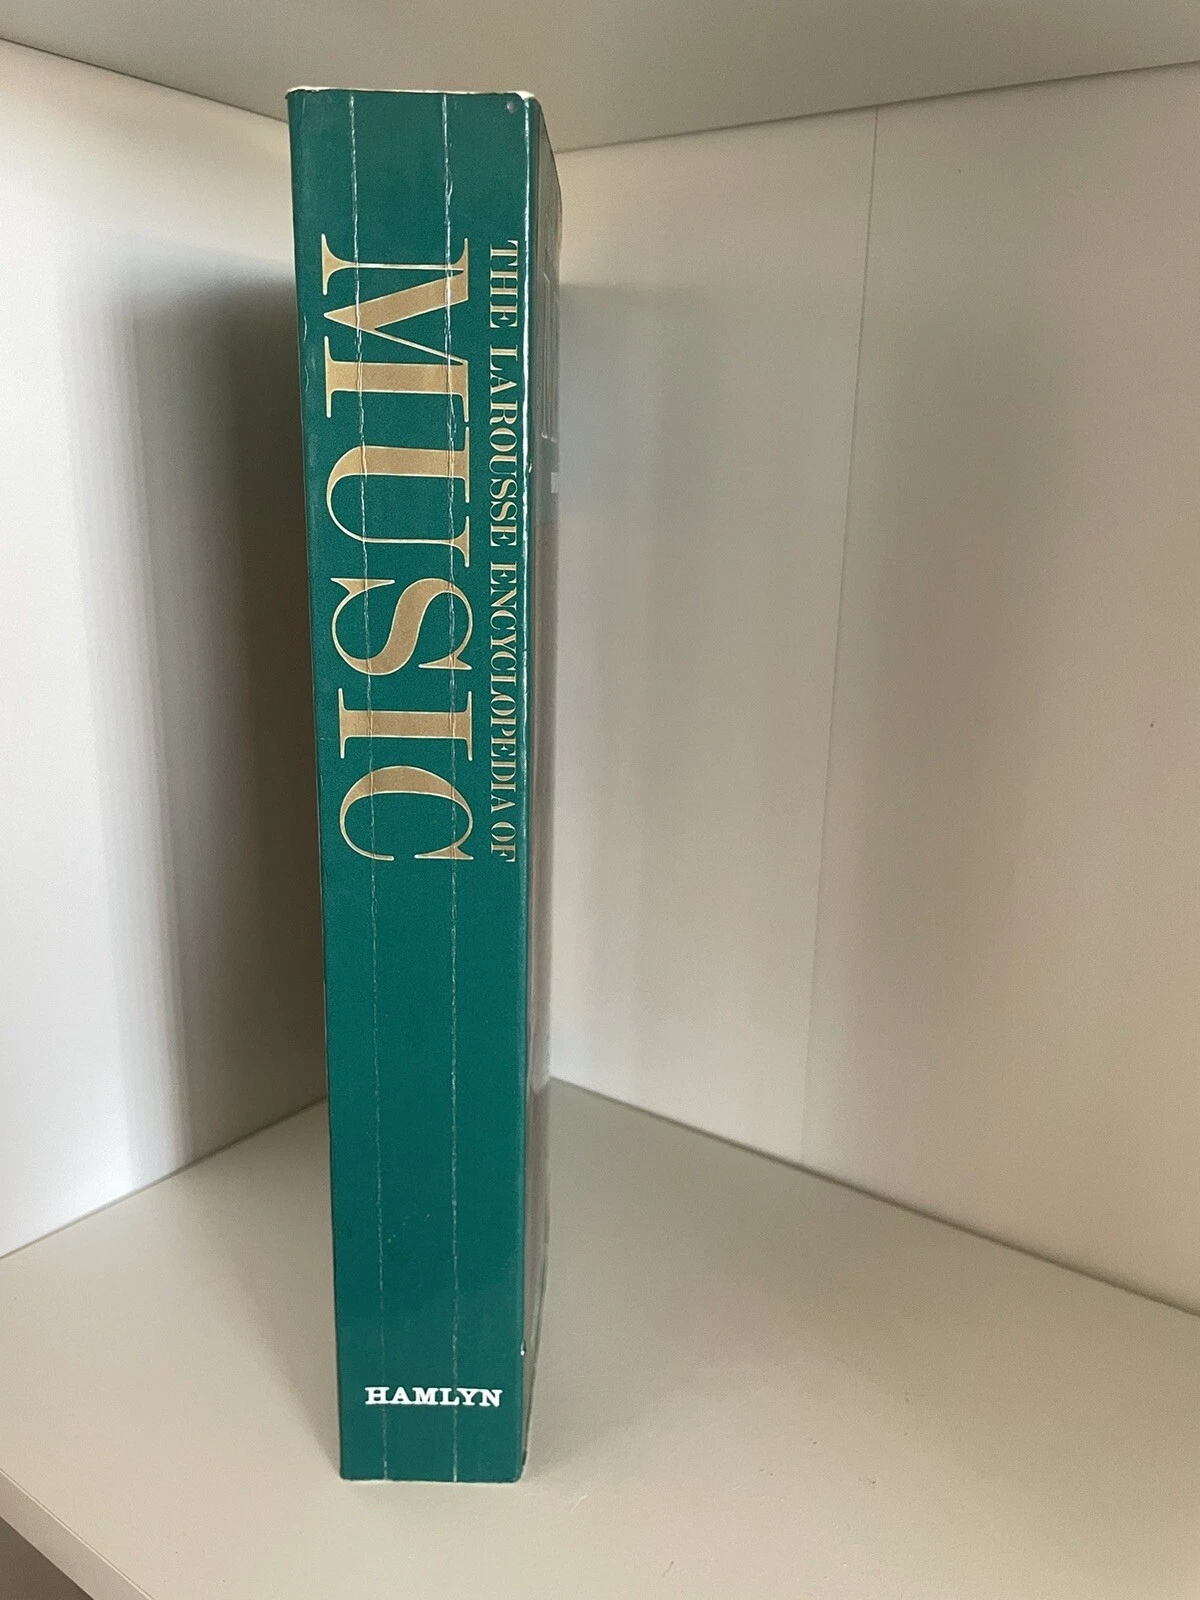 THE LAROUSSE ENCYCLOPEDIA OF
MUSIC
HAMLYN